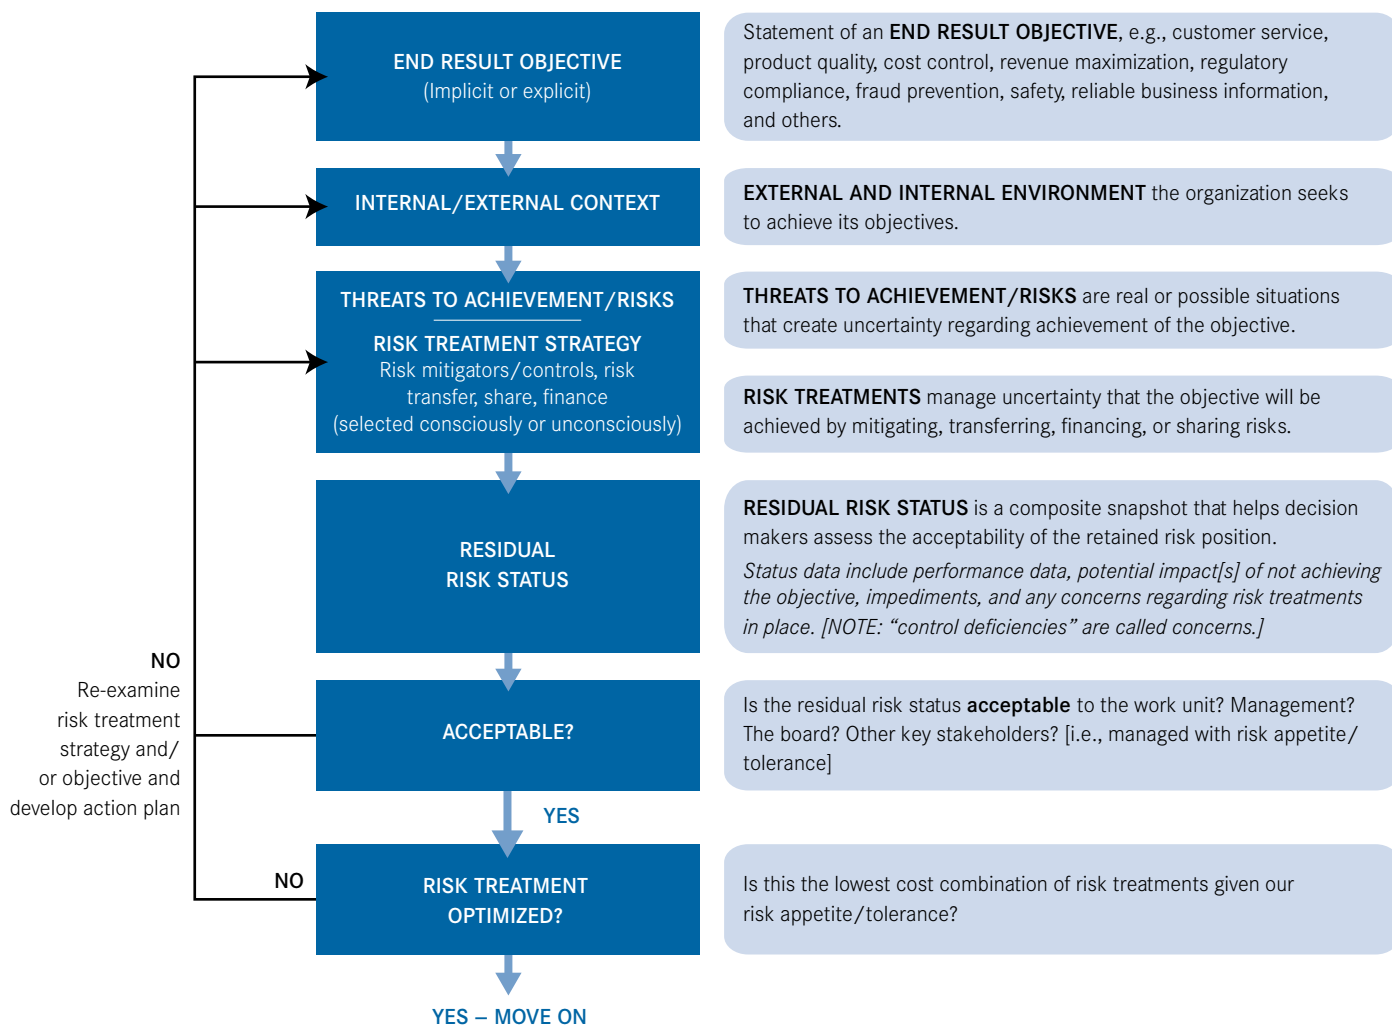 END RESULT OBJECTIVE
(Implicit or explicit)
Statement of an END RESULT OBJECTIVE, e.g., customer service,
product quality, cost control, revenue maximization, regulatory
compliance, fraud prevention, safety, reliable business information,
and others.
INTERNAL/EXTERNAL CONTEXT
EXTERNAL AND INTERNAL ENVIRONMENT the organization seeks
to achieve its objectives.
THREATS TO ACHIEVEMENT/RISKS
RISK TREATMENT STRATEGY
Risk mitigators/controls, risk
transfer, share, finance
(selected consciously or unconsciously)
THREATS TO ACHIEVEMENT/RISKS are real or possible situations
that create uncertainty regarding achievement of the objective.
RISK TREATMENTS manage uncertainty that the objective will be
achieved by mitigating, transferring, financing, or sharing risks.
RESIDUAL
RISK STATUS
RESIDUAL RISK STATUS is a composite snapshot that helps decision
makers assess the acceptability of the retained risk position.
Status data include performance data, potential impact[s] of not achieving
the objective, impediments, and any concerns regarding risk treatments
in place. [NOTE: “control deficiencies” are called concerns.]
NO
Re-examine
risk treatment
strategy and/
or objective and
develop action plan
ACCEPTABLE?
Is the residual risk status acceptable to the work unit? Management?
The board? Other key stakeholders? [i.e., managed with risk appetite/
tolerance]
YES
NO
RISK TREATMENT
OPTIMIZED?
Is this the lowest cost combination of risk treatments given our
risk appetite/tolerance?
YES – MOVE ON